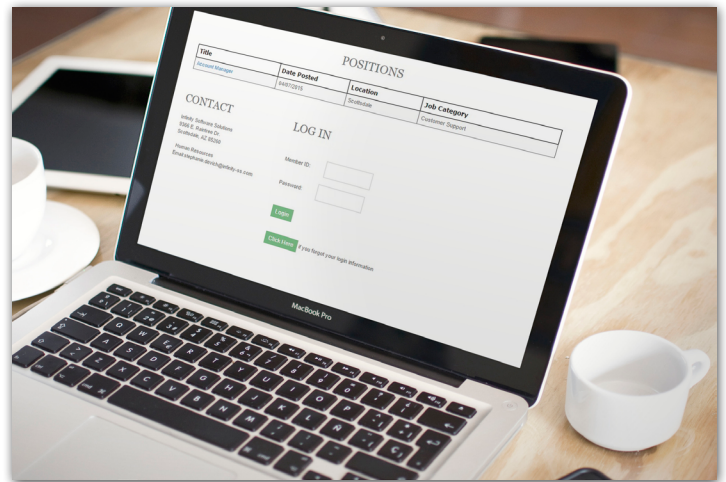 POSITIONS
Title Date Posted Location Job Category
Account Manager 04/07/2015 Scottsdale Customer Support
CONTACT
Infinity Software Solutions
Scottsdale, AZ 85260
Human Resources
LOG IN
Member ID:
Password:
Login
Click Here if you forgot your login information
MacBook Pro